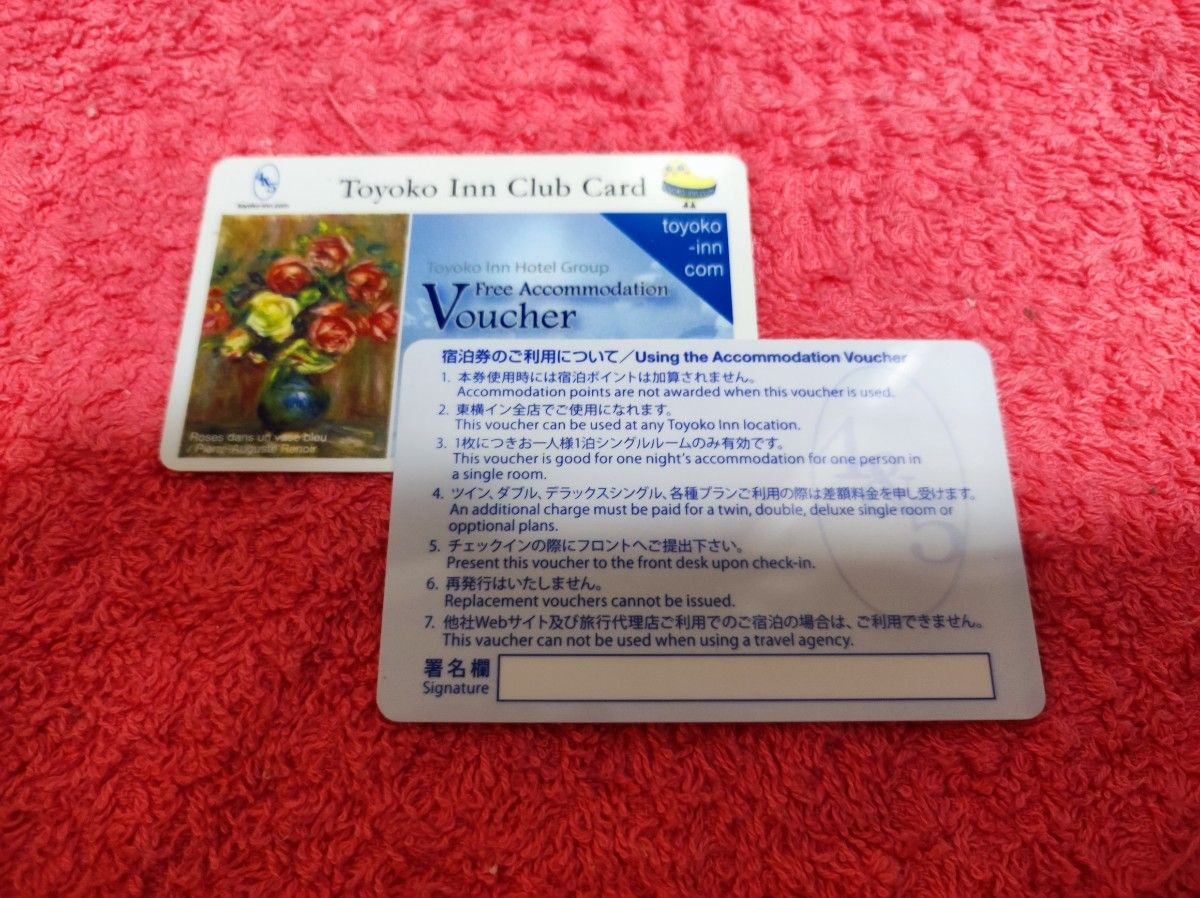 toyoko-inn.com
Toyoko Inn Club Card
toyoko
-inn
com
Toyoko Inn Hotel Group
Free Accommodation
Voucher
Roses dans un vase bleu
/ Pierre-Auguste Renoir
宿泊券のご利用について／Using the Accommodation Voucher
1. 本券使用時には宿泊ポイントは加算されません。
Accommodation points are not awarded when this voucher is used.
2. 東横イン全店でご使用になれます。
This voucher can be used at any Toyoko Inn location.
3. 1枚につきお一人様1泊シングルルームのみ有効です。
This voucher is good for one night's accommodation for one person in
a single room.
4. ツイン、ダブル、デラックスシングル、各種プランご利用の際は差額料金を申し受けます。
An additional charge must be paid for a twin, double, deluxe single room or
opptional plans.
5. チェックインの際にフロントへご提出下さい。
Present this voucher to the front desk upon check-in.
6. 再発行はいたしません。
Replacement vouchers cannot be issued.
7. 他社Webサイト及び旅行代理店ご利用でのご宿泊の場合は、ご利用できません。
This vaucher can not be used when using a travel agency.
署名欄
Signature